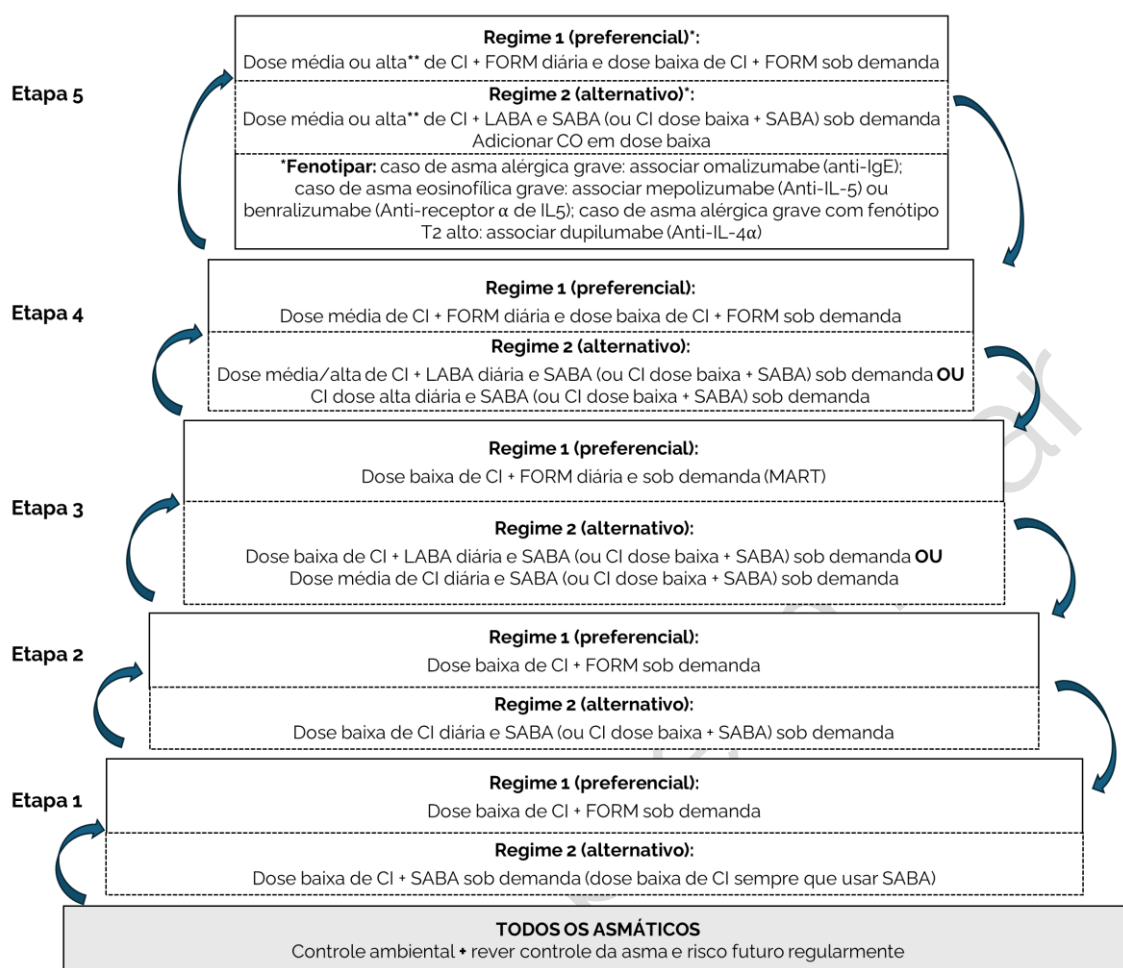 Etapa 5
Regime 1 (preferencial)*:
Dose média ou alta** de CI + FORM diária e dose baixa de CI + FORM sob demanda
Regime 2 (alternativo)*:
Dose média ou alta** de CI + LABA e SABA (ou CI dose baixa + SABA) sob demanda
Adicionar CO em dose baixa
*Fenotipar: caso de asma alérgica grave: associar omalizumabe (anti-IgE);
caso de asma eosinofílica grave: associar mepolizumabe (Anti-IL-5) ou
benralizumabe (Anti-receptor α de IL5); caso de asma alérgica grave com fenótipo
T2 alto: associar dupilumabe (Anti-IL-4α)
Etapa 4
Regime 1 (preferencial):
Dose média de CI + FORM diária e dose baixa de CI + FORM sob demanda
Regime 2 (alternativo):
Dose média/alta de CI + LABA diária e SABA (ou CI dose baixa + SABA) sob demanda OU
CI dose alta diária e SABA (ou CI dose baixa + SABA) sob demanda
Etapa 3
Regime 1 (preferencial):
Dose baixa de CI + FORM diária e sob demanda (MART)
Regime 2 (alternativo):
Dose baixa de CI + LABA diária e SABA (ou CI dose baixa + SABA) sob demanda OU
Dose média de CI diária e SABA (ou CI dose baixa + SABA) sob demanda
Etapa 2
Regime 1 (preferencial):
Dose baixa de CI + FORM sob demanda
Regime 2 (alternativo):
Dose baixa de CI diária e SABA (ou CI dose baixa + SABA) sob demanda
Etapa 1
Regime 1 (preferencial):
Dose baixa de CI + FORM sob demanda
Regime 2 (alternativo):
Dose baixa de CI + SABA sob demanda (dose baixa de CI sempre que usar SABA)
TODOS OS ASMÁTICOS
Controle ambiental + rever controle da asma e risco futuro regularmente